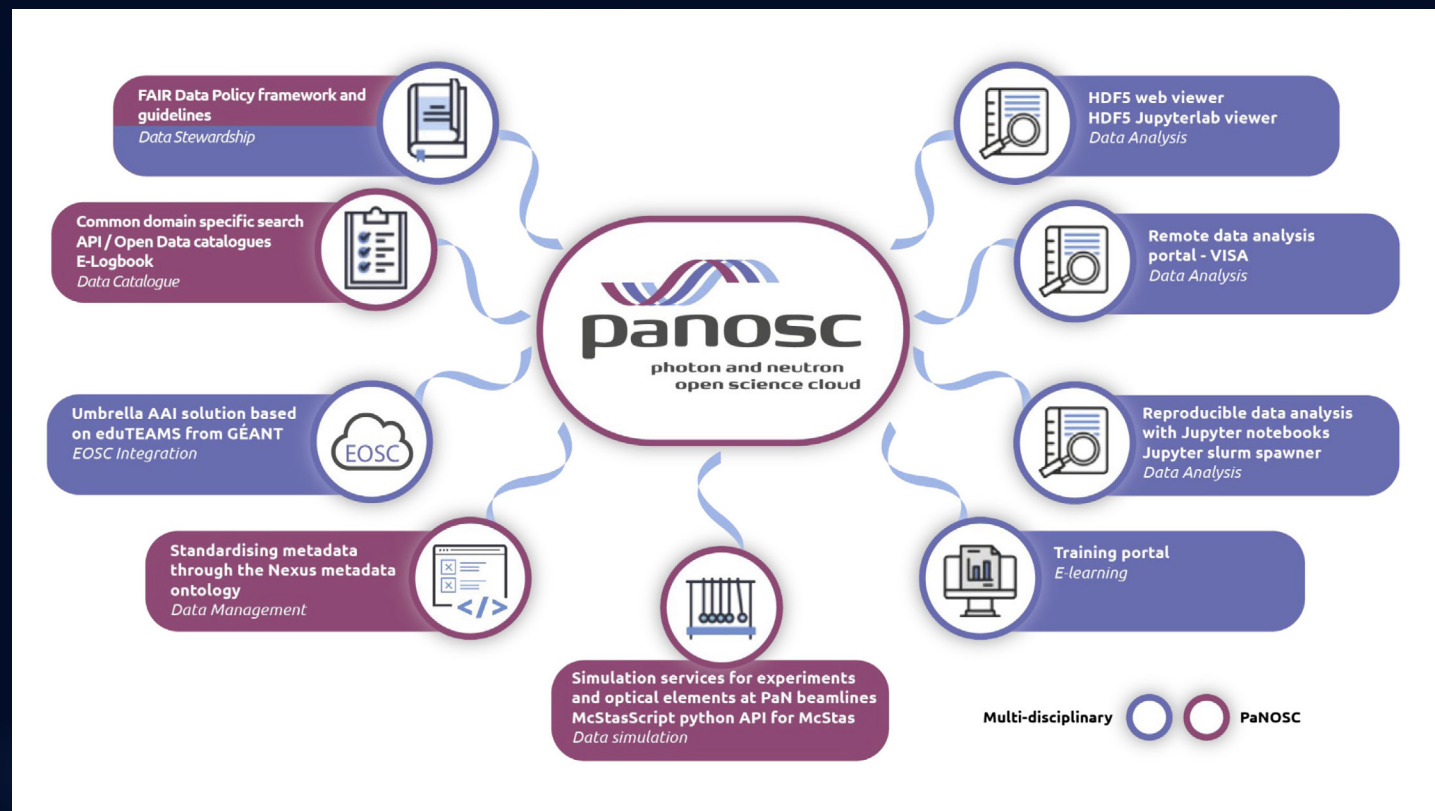 FAIR Data Policy framework and
guidelines
Data Stewardship
Common domain specific search
API / Open Data catalogues
E-Logbook
Data Catalogue
Umbrella AAI solution based
on eduTEAMS from GÉANT
EOSC Integration
EOSC
Standardising metadata
through the Nexus metadata
ontology
Data Management
</>
panosc
photon and neutron
open science cloud
Simulation services for experiments
and optical elements at PaN beamlines
McStasScript python API for McStas
Data simulation
HDF5 web viewer
HDF5 Jupyterlab viewer
Data Analysis
Remote data analysis
portal - VISA
Data Analysis
Reproducible data analysis
with Jupyter notebooks
Jupyter slurm spawner
Data Analysis
Training portal
E-learning
Multi-disciplinary
PaNOSC